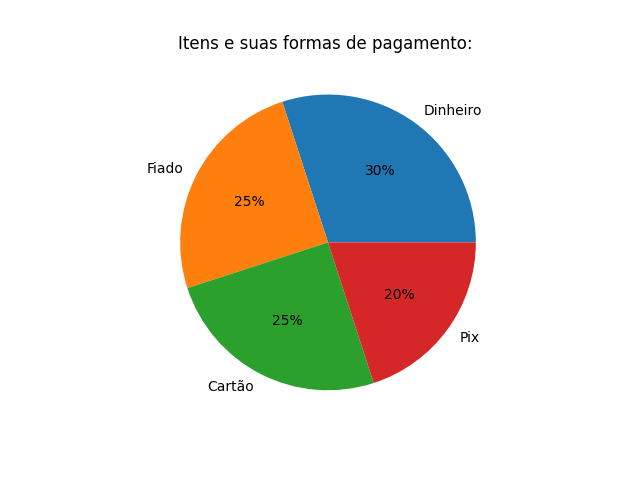 Itens e suas formas de pagamento:
Dinheiro
30%
Fiado
25%
25%
Cartão
20%
Pix